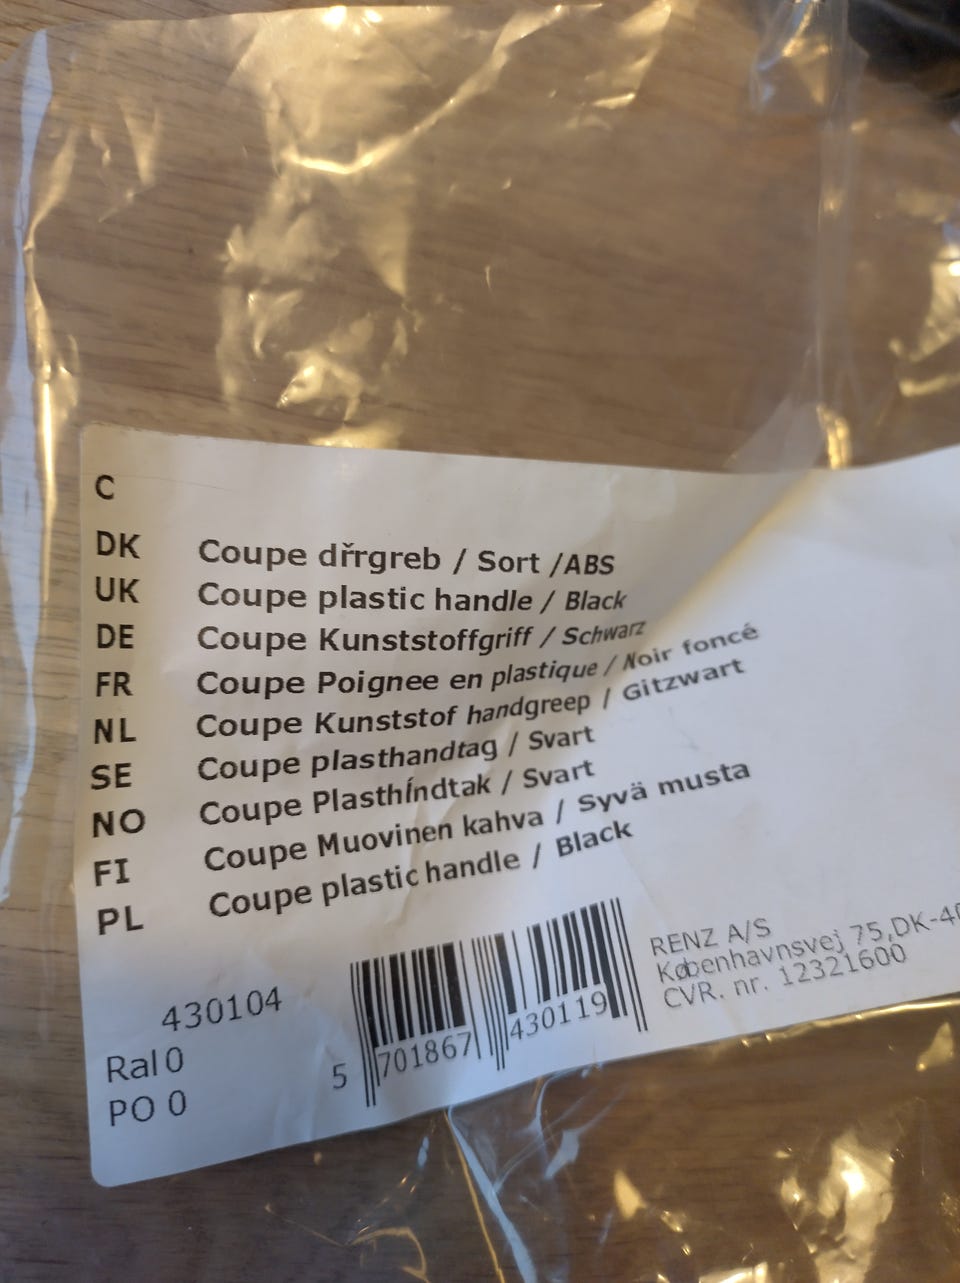 C
DK Coupe dřrgreb / Sort /ABS
UK Coupe plastic handle / Black
DE Coupe Kunststoffgriff / Schwarz
FR Coupe Poignee en plastique / Noir foncé
NL Coupe Kunststof handgreep / Gitzwart
SE Coupe plasthandtag / Svart
NO Coupe Plasthĺndtak / Svart
FI Coupe Muovinen kahva / Syvä musta
PL Coupe plastic handle / Black
430104
Ral 0
PO 0
5 701867 430119
RENZ A/S
Københavnsvej 75,DK-4
CVR. nr. 12321600